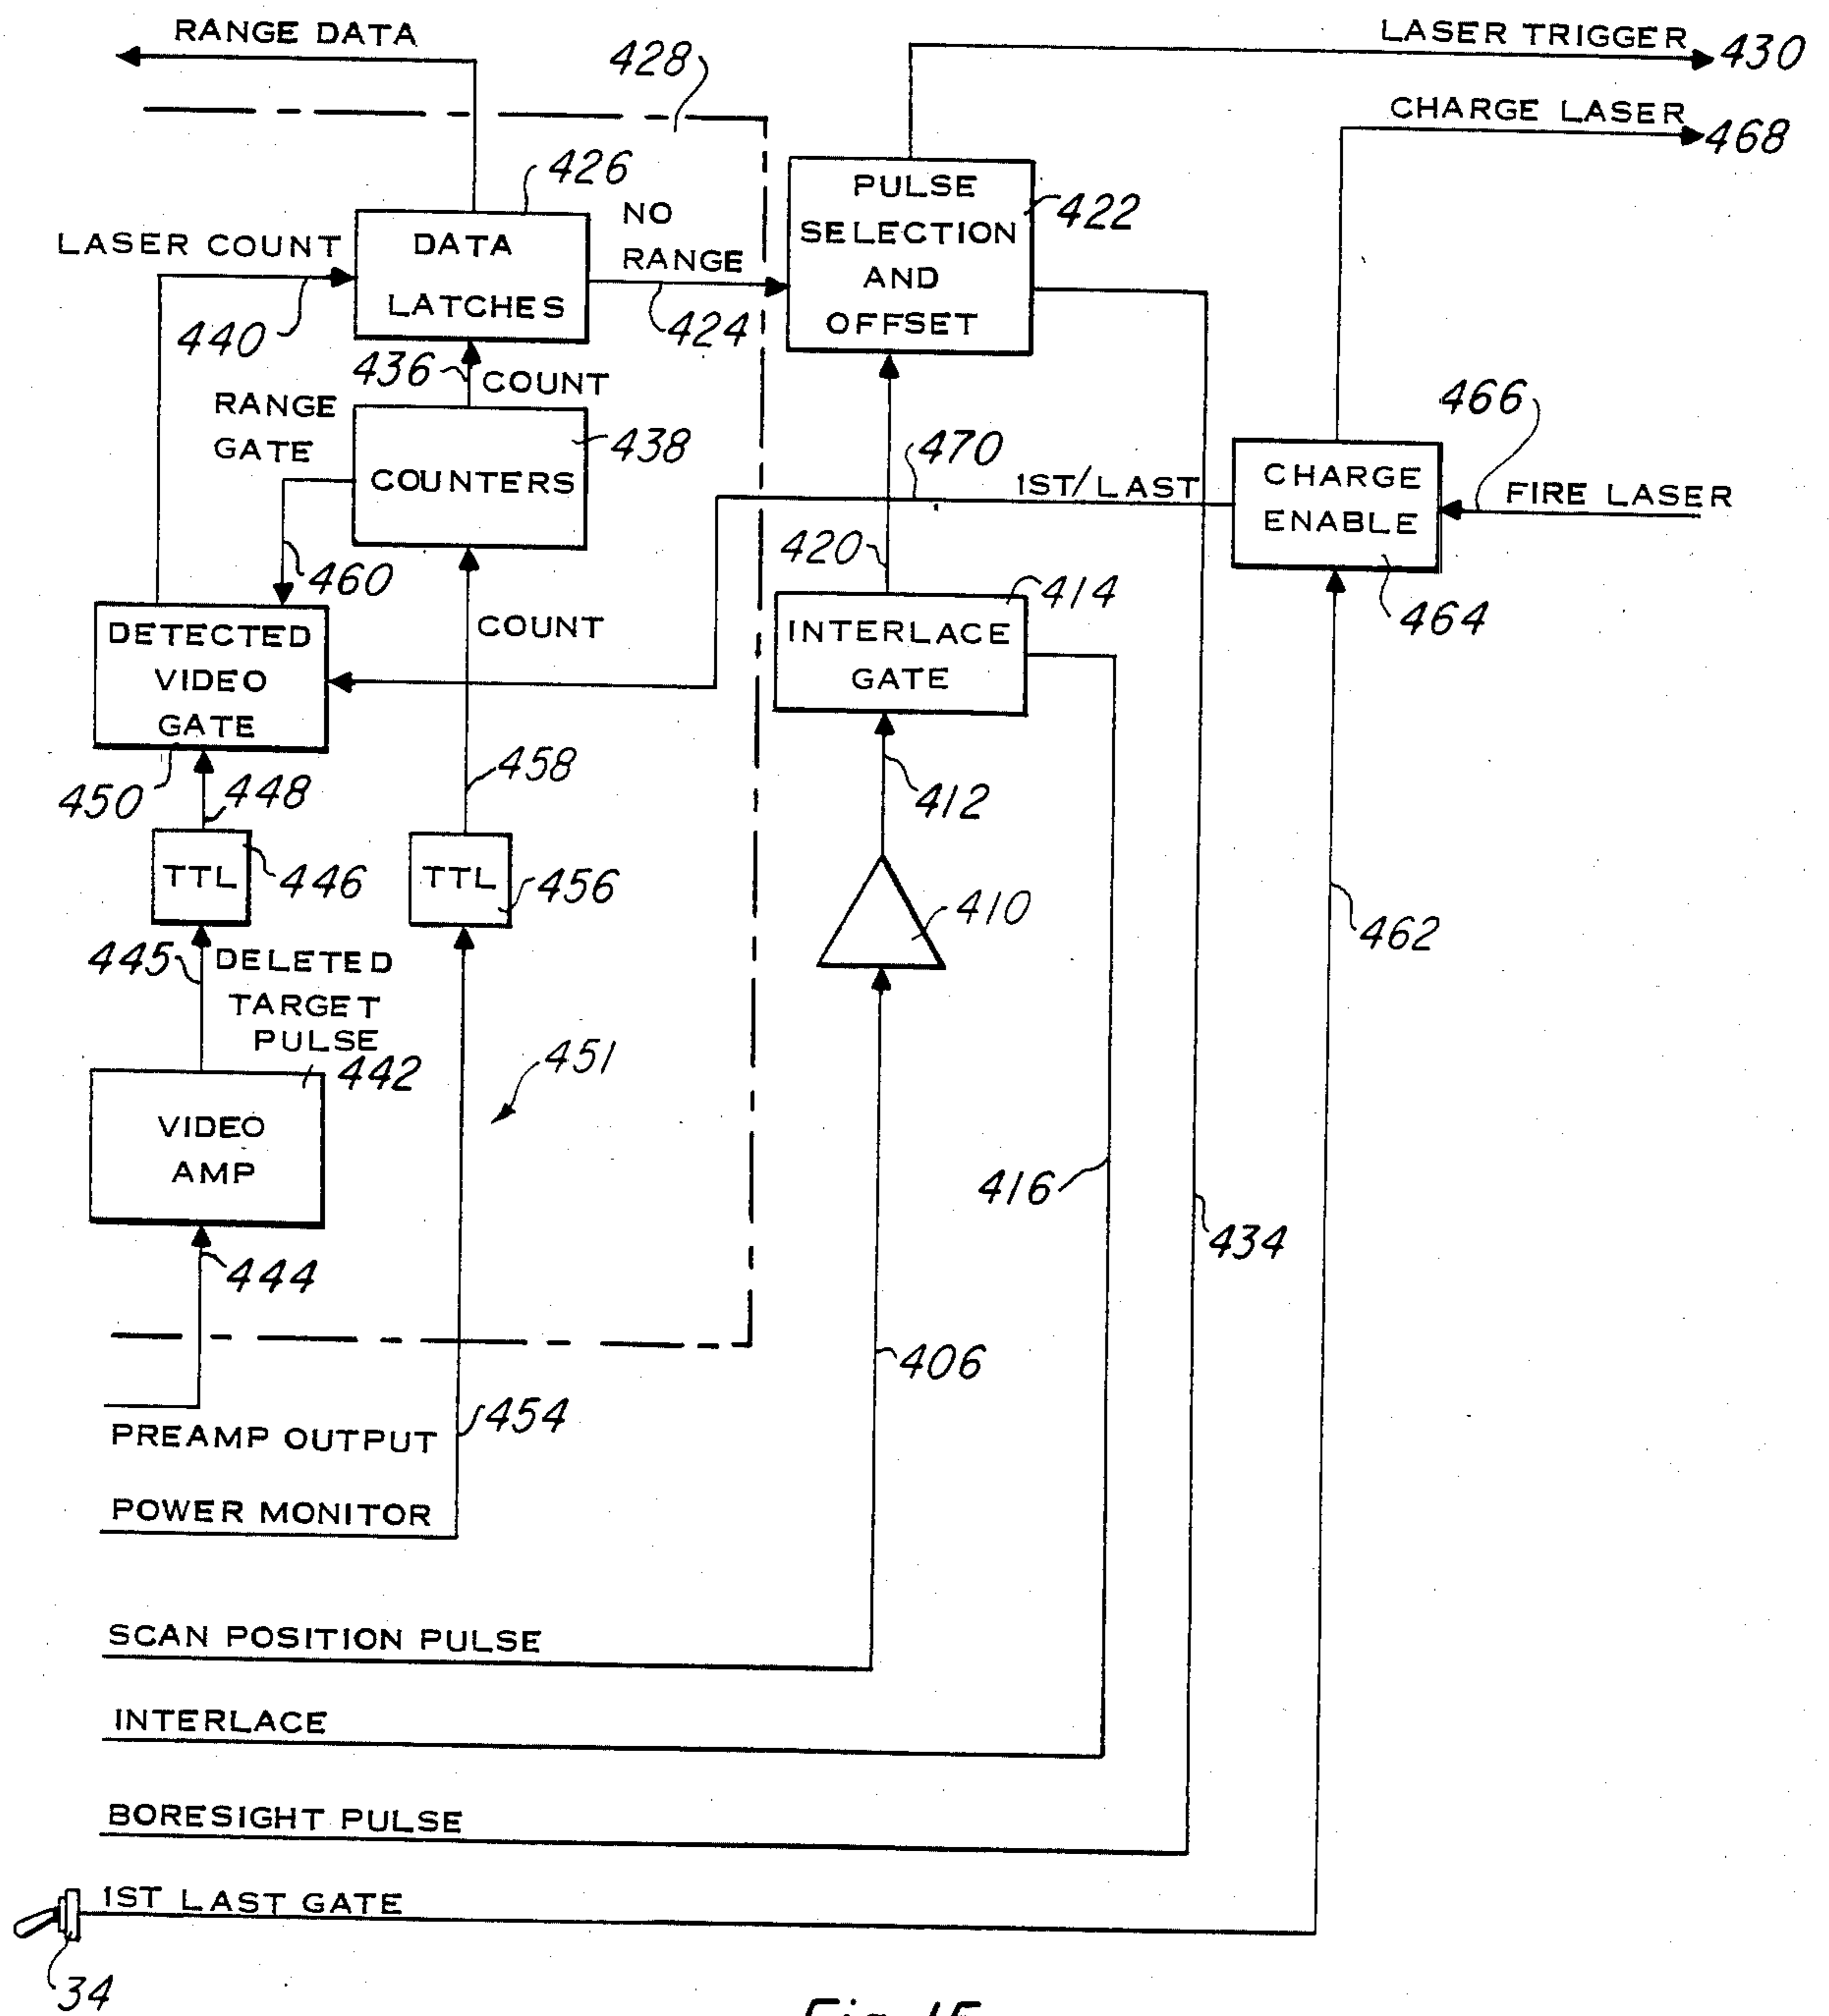 RANGE DATA
428
LASER TRIGGER
430
CHARGE LASER
468
426
PULSE
SELECTION
AND
OFFSET
422
NO
RANGE
LASER COUNT
DATA
LATCHES
440
424
436
COUNT
RANGE
GATE
438
COUNTERS
466
470
1ST/LAST
CHARGE
ENABLE
FIRE LASER
420
460
414
464
COUNT
DETECTED
VIDEO
GATE
INTERLACE
GATE
458
450
448
412
TTL
446
TTL
456
410
462
445
DELETED
TARGET
PULSE
451
442
VIDEO
AMP
416
434
444
406
454
PREAMP OUTPUT
POWER MONITOR
SCAN POSITION PULSE
INTERLACE
BORESIGHT PULSE
1ST LAST GATE
34
Fig. 15